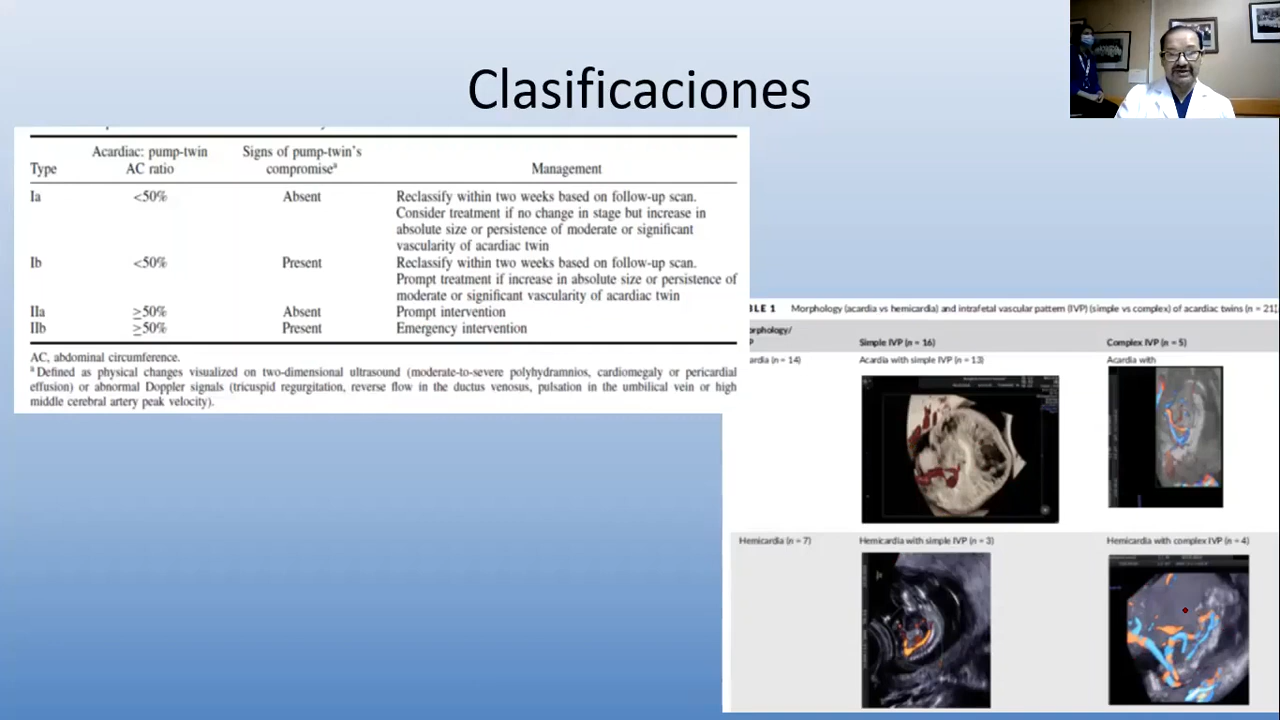 Clasificaciones
Acardiac: pump-twin Signs of pump-twin's
Type AC ratio compromiseᵃ Management
Ia <50% Absent Reclassify within two weeks based on follow-up scan.
Consider treatment if no change in stage but increase in
absolute size or persistence of moderate or significant
vascularity of acardiac twin
Ib <50% Present Reclassify within two weeks based on follow-up scan.
Prompt treatment if increase in absolute size or persistence of
moderate or significant vascularity of acardiac twin
IIa ≥50% Absent Prompt intervention
IIb ≥50% Present Emergency intervention
AC, abdominal circumference.
ᵃ Defined as physical changes visualized on two-dimensional ultrasound (moderate-to-severe polyhydramnios, cardiomegaly or pericardial
effusion) or abnormal Doppler signals (tricuspid regurgitation, reverse flow in the ductus venosus, pulsation in the umbilical vein or high
middle cerebral artery peak velocity).
BLE 1 Morphology (acardia vs hemicardia) and intrafetal vascular pattern (IVP) (simple vs complex) of acardiac twins (n = 21)
orphology/
P Simple IVP (n = 16) Complex IVP (n = 5)
ardia (n = 14) Acardia with simple IVP (n = 13) Acardia with
Hemicardia (n = 7) Hemicardia with simple IVP (n = 3) Hemicardia with complex IVP (n = 4)